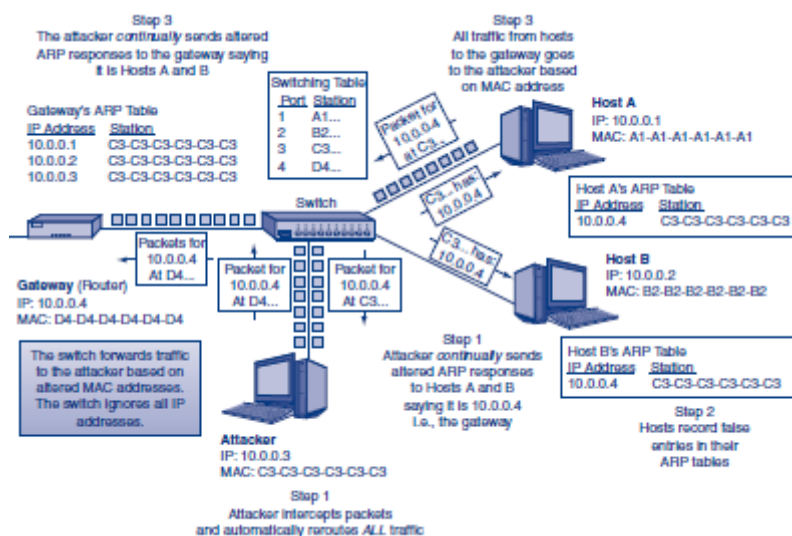 Step 3
The attacker continually sends altered
ARP responses to the gateway saying
it is Hosts A and B
Gateway's ARP Table
IP Address Station
10.0.0.1 C3-C3-C3-C3-C3-C3
10.0.0.2 C3-C3-C3-C3-C3-C3
10.0.0.3 C3-C3-C3-C3-C3-C3
Switching Table
Port Station
1 A1...
2 B2...
3 C3...
4 D4...
Step 3
All traffic from hosts
to the gateway goes
to the attacker based
on MAC address
Packet for
10.0.0.4
at C3...
Host A
IP: 10.0.0.1
MAC: A1-A1-A1-A1-A1-A1
C3... has:
10.0.0.4
Host A's ARP Table
IP Address Station
10.0.0.4 C3-C3-C3-C3-C3-C3
Switch
C3... has:
10.0.0.4
Packets for
10.0.0.4
At D4...
Packet for
10.0.0.4
At D4...
Packet for
10.0.0.4
At C3...
Gateway (Router)
IP: 10.0.0.4
MAC: D4-D4-D4-D4-D4-D4
Host B
IP: 10.0.0.2
MAC: B2-B2-B2-B2-B2-B2
The switch forwards traffic
to the attacker based on
altered MAC addresses.
The switch ignores all IP
addresses.
Step 1
Attacker continually sends
altered ARP responses
to Hosts A and B
saying it is 10.0.0.4
i.e., the gateway
Host B's ARP Table
IP Address Station
10.0.0.4 C3-C3-C3-C3-C3-C3
Step 2
Hosts record false
entries in their
ARP tables
Attacker
IP: 10.0.0.3
MAC: C3-C3-C3-C3-C3-C3
Step 1
Attacker intercepts packets
and automatically reroutes ALL traffic